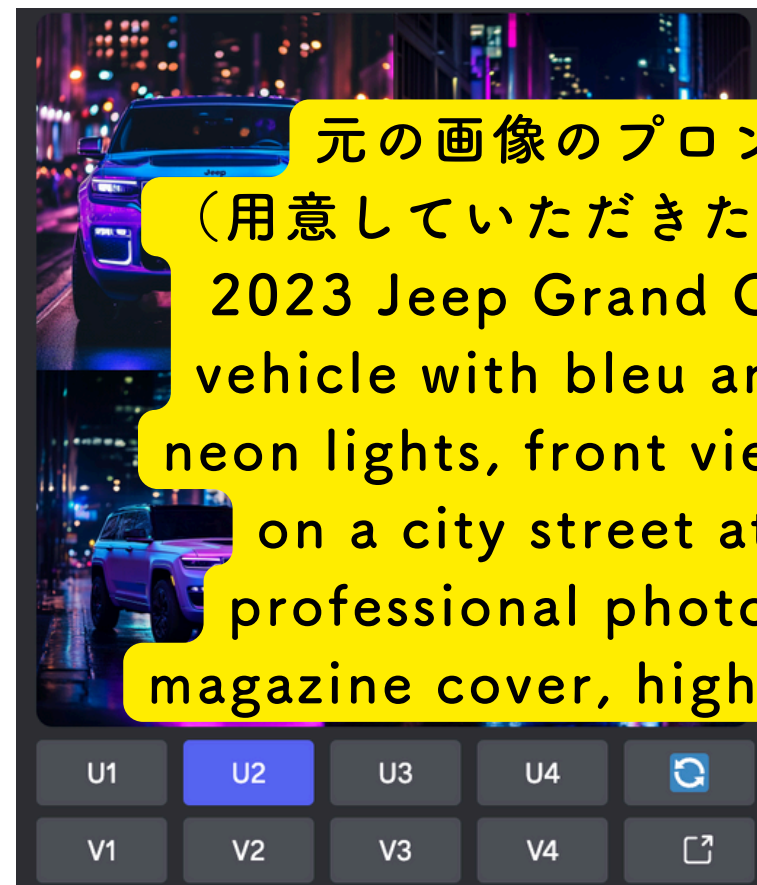 Jeep
元の画像のプロン
（用意していただきた
2023 Jeep Grand C
vehicle with bleu ar
neon lights, front vie
on a city street at
professional photo
magazine cover, high
U1 U2 U3 U4
V1 V2 V3 V4